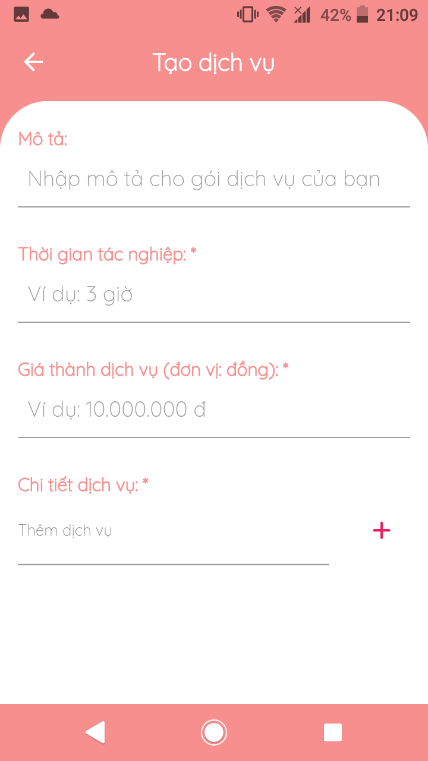 42% 21:09
Tạo dịch vụ
Mô tả:
Nhập mô tả cho gói dịch vụ của bạn
Thời gian tác nghiệp: *
Ví dụ: 3 giờ
Giá thành dịch vụ (đơn vị: đồng): *
Ví dụ: 10.000.000 đ
Chi tiết dịch vụ: *
Thêm dịch vụ